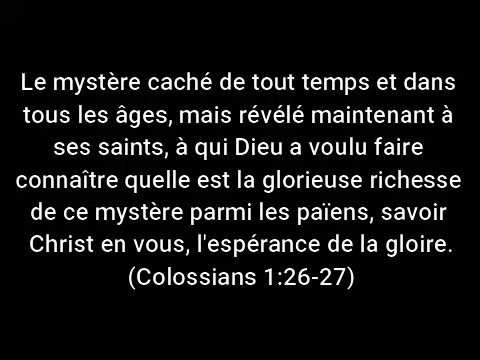 Le mystère caché de tout temps et dans
tous les âges, mais révélé maintenant à
ses saints, à qui Dieu a voulu faire
connaître quelle est la glorieuse richesse
de ce mystère parmi les païens, savoir
Christ en vous, l'espérance de la gloire.
(Colossians 1:26-27)